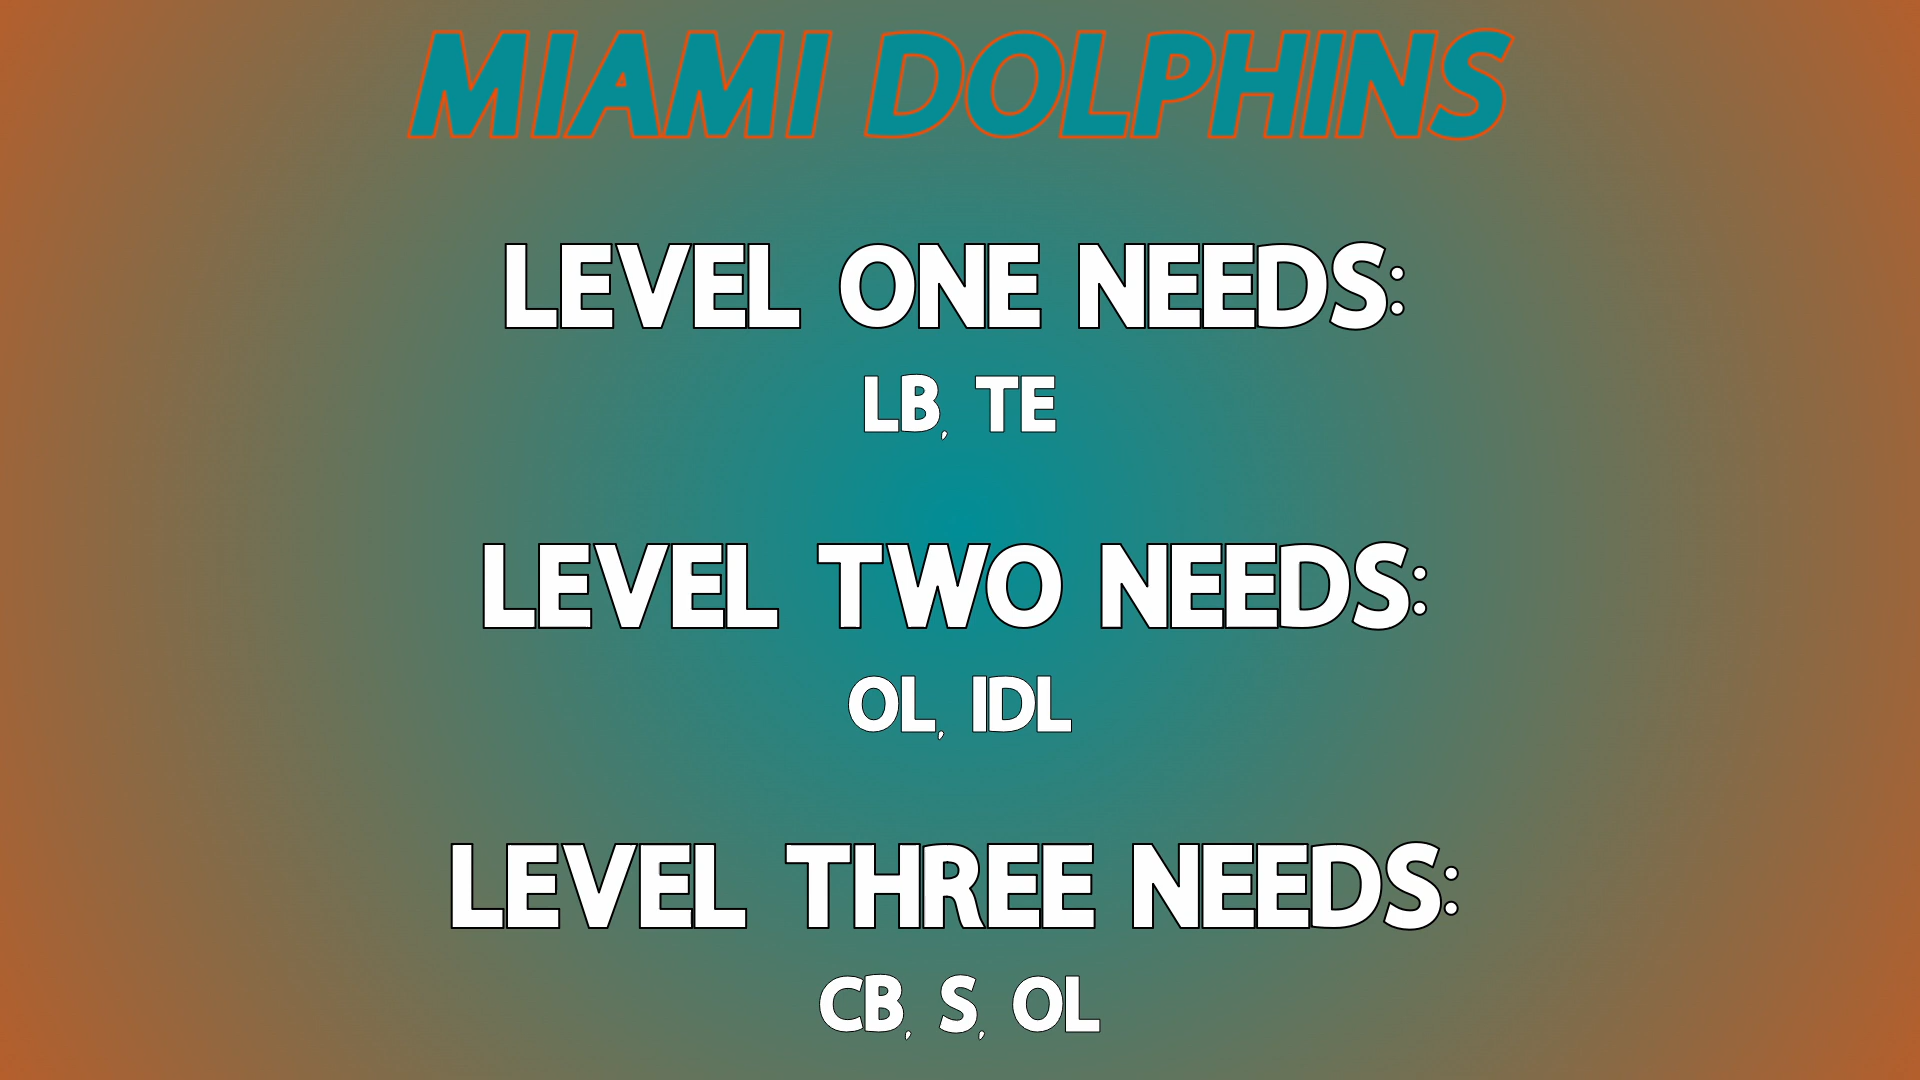 MIAMI DOLPHINS
LEVEL ONE NEEDS:
LB, TE
LEVEL TWO NEEDS:
OL, IDL
LEVEL THREE NEEDS:
CB, S, OL